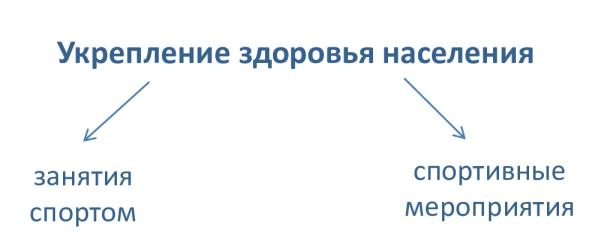 Укрепление здоровья населения
занятия
спортом
спортивные
мероприятия